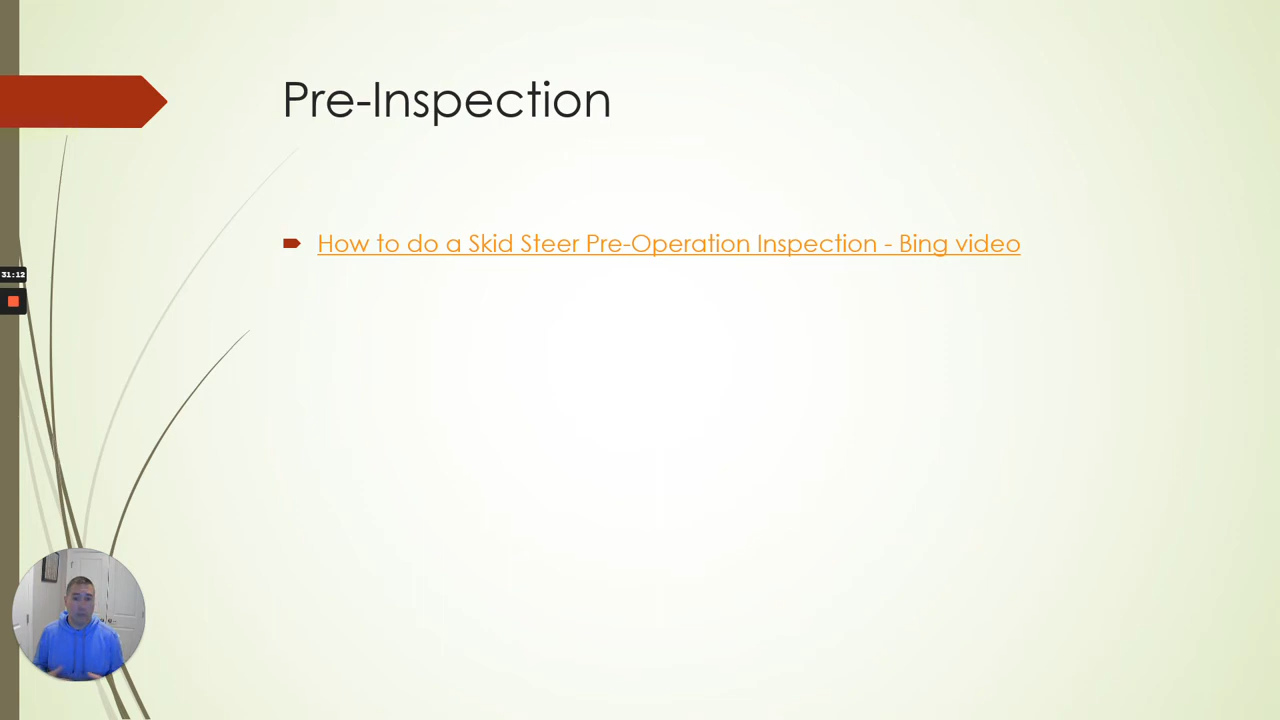 Pre-Inspection
How to do a Skid Steer Pre-Operation Inspection - Bing video
31:12